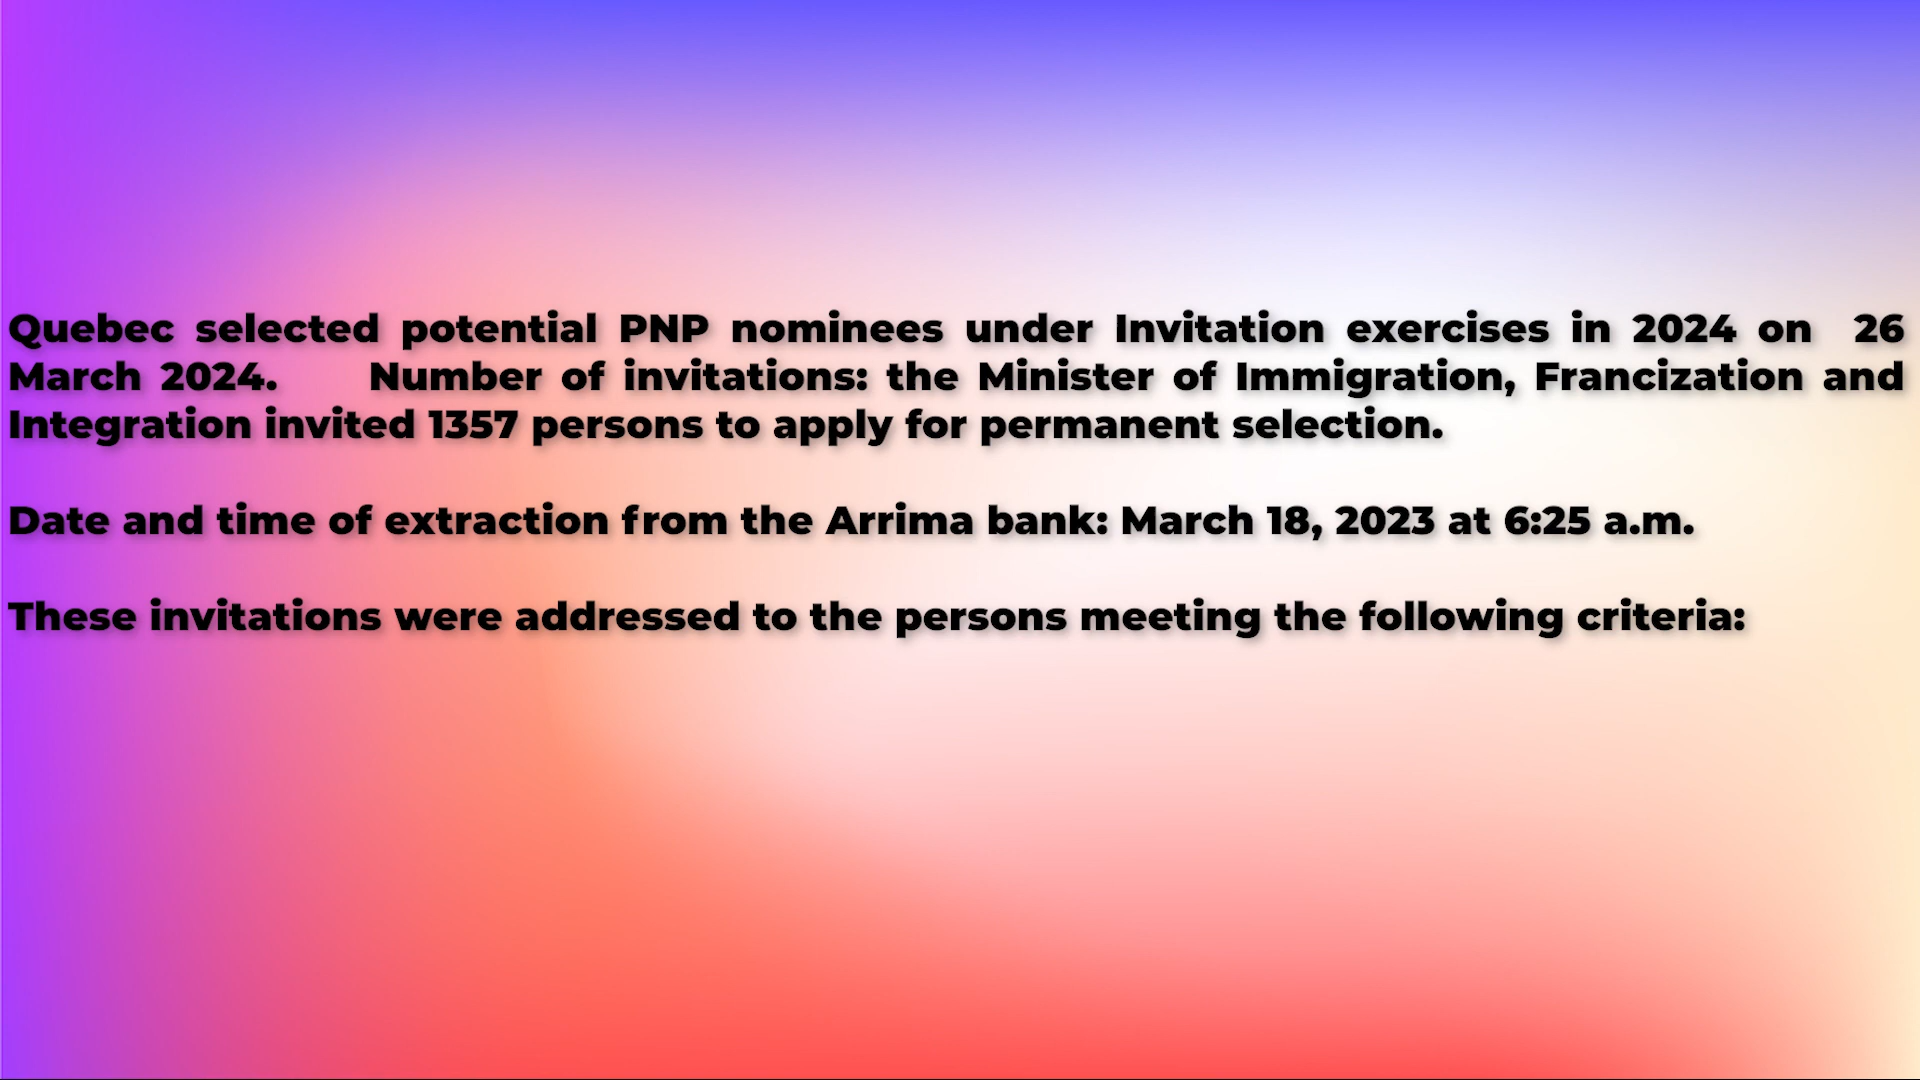 Quebec selected potential PNP nominees under Invitation exercises in 2024 on 26
March 2024. Number of invitations: the Minister of Immigration, Francization and
Integration invited 1357 persons to apply for permanent selection.
Date and time of extraction from the Arrima bank: March 18, 2023 at 6:25 a.m.
These invitations were addressed to the persons meeting the following criteria: